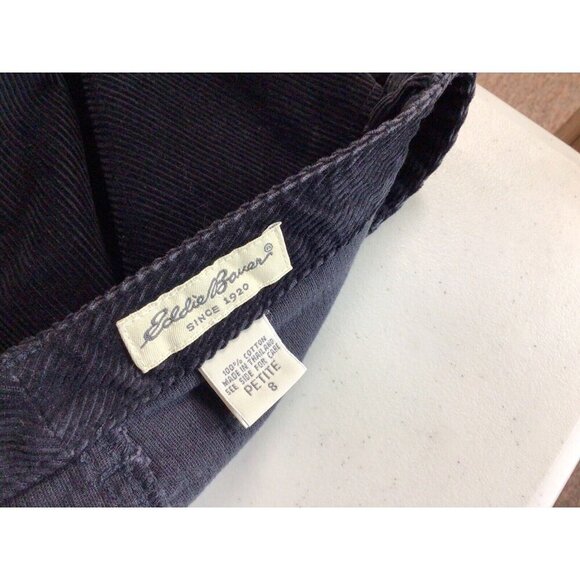 Eddie Bauer®
SINCE 1920
100% COTTON
MADE IN THAILAND
SEE SIDE FOR CARE
PETITE
8